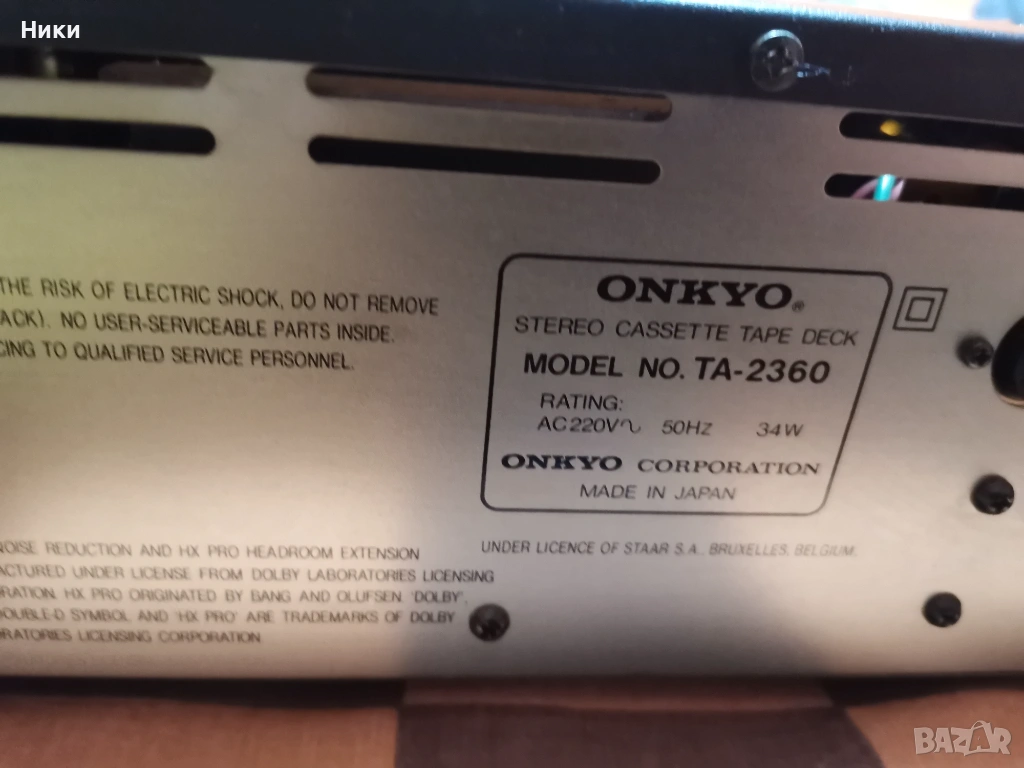 Ники
THE RISK OF ELECTRIC SHOCK, DO NOT REMOVE
ACK). NO USER-SERVICEABLE PARTS INSIDE.
CING TO QUALIFIED SERVICE PERSONNEL.
ONKYO®
STEREO CASSETTE TAPE DECK
MODEL NO. TA-2360
RATING:
AC 220V∿ 50Hz 34W
ONKYO CORPORATION
MADE IN JAPAN
UNDER LICENCE OF STAAR S.A., BRUXELLES, BELGIUM.
NOISE REDUCTION AND HX PRO HEADROOM EXTENSION
ACTURED UNDER LICENSE FROM DOLBY LABORATORIES LICENSING
RATION. HX PRO ORIGINATED BY BANG AND OLUFSEN. 'DOLBY',
DOUBLE-D SYMBOL AND 'HX PRO' ARE TRADEMARKS OF DOLBY
ORATORIES LICENSING CORPORATION
BAZAR